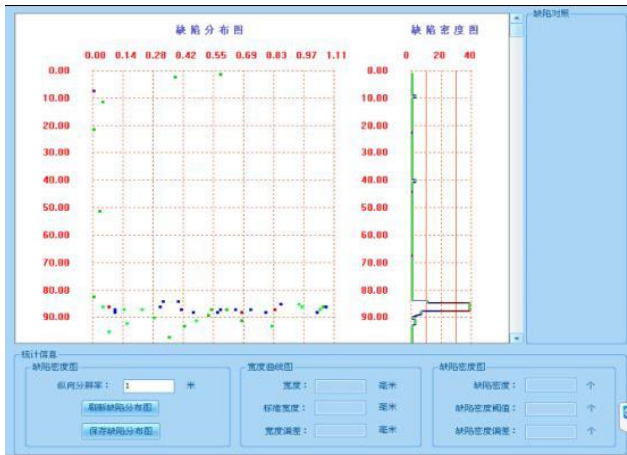 缺陷分布图
缺陷密度图
缺陷对照
0.00 0.14 0.28 0.42 0.55 0.69 0.83 0.97 1.11
0 20 40
0.00 0.00
10.00 10.00
20.00 20.00
30.00 30.00
40.00 40.00
50.00 50.00
60.00 60.00
70.00 70.00
80.00 80.00
90.00 90.00
统计信息
缺陷密度图
纵向分辨率： 1 米
刷新缺陷分布图
保存缺陷分布图
宽度曲线图
宽度： 毫米
标准宽度： 毫米
宽度偏差： 毫米
缺陷密度图
缺陷密度： 个
缺陷密度阈值： 个
缺陷密度偏差： 个